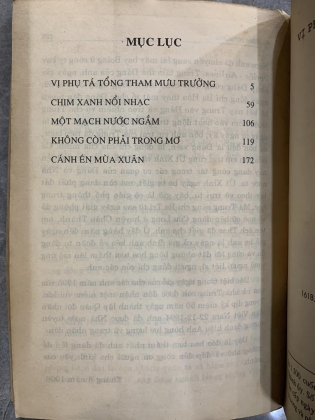 MỤC LỤC
VỊ PHỤ TÁ TỔNG THAM MƯU TRƯỞNG 5
CHIM XANH NỔI NHẠC 59
MỘT MẠCH NƯỚC NGẦM 106
KHÔNG CÒN PHẢI TRONG MƠ 119
CÁNH ÉN MÙA XUÂN 172